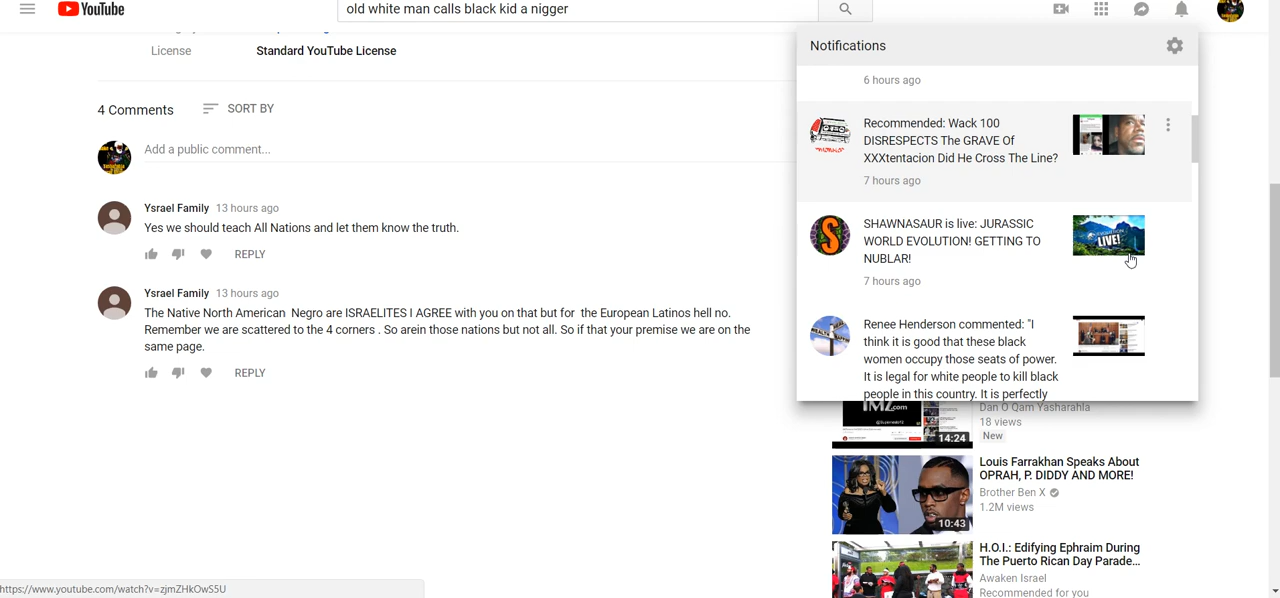 YouTube
old white man calls black kid a nigger
License
Standard YouTube License
4 Comments
SORT BY
Add a public comment...
Ysrael Family 13 hours ago
Yes we should teach All Nations and let them know the truth.
REPLY
Ysrael Family 13 hours ago
The Native North American Negro are ISRAELITES I AGREE with you on that but for the European Latinos hell no.
Remember we are scattered to the 4 corners . So arein those nations but not all. So if that your premise we are on the
same page.
REPLY
Notifications
6 hours ago
Recommended: Wack 100
DISRESPECTS The GRAVE Of
XXXtentacion Did He Cross The Line?
7 hours ago
SHAWNASAUR is live: JURASSIC
WORLD EVOLUTION! GETTING TO
NUBLAR!
LIVE!
7 hours ago
Renee Henderson commented: "I
think it is good that these black
women occupy those seats of power.
It is legal for white people to kill black
people in this country. It is perfectly
Dan O Qam Yasharahla
18 views
New
14:24
Louis Farrakhan Speaks About
OPRAH, P. DIDDY AND MORE!
Brother Ben X
1.2M views
10:43
H.O.I.: Edifying Ephraim During
The Puerto Rican Day Parade...
Awaken Israel
Recommended for you
https://www.youtube.com/watch?v=zjmZHkOwS5U